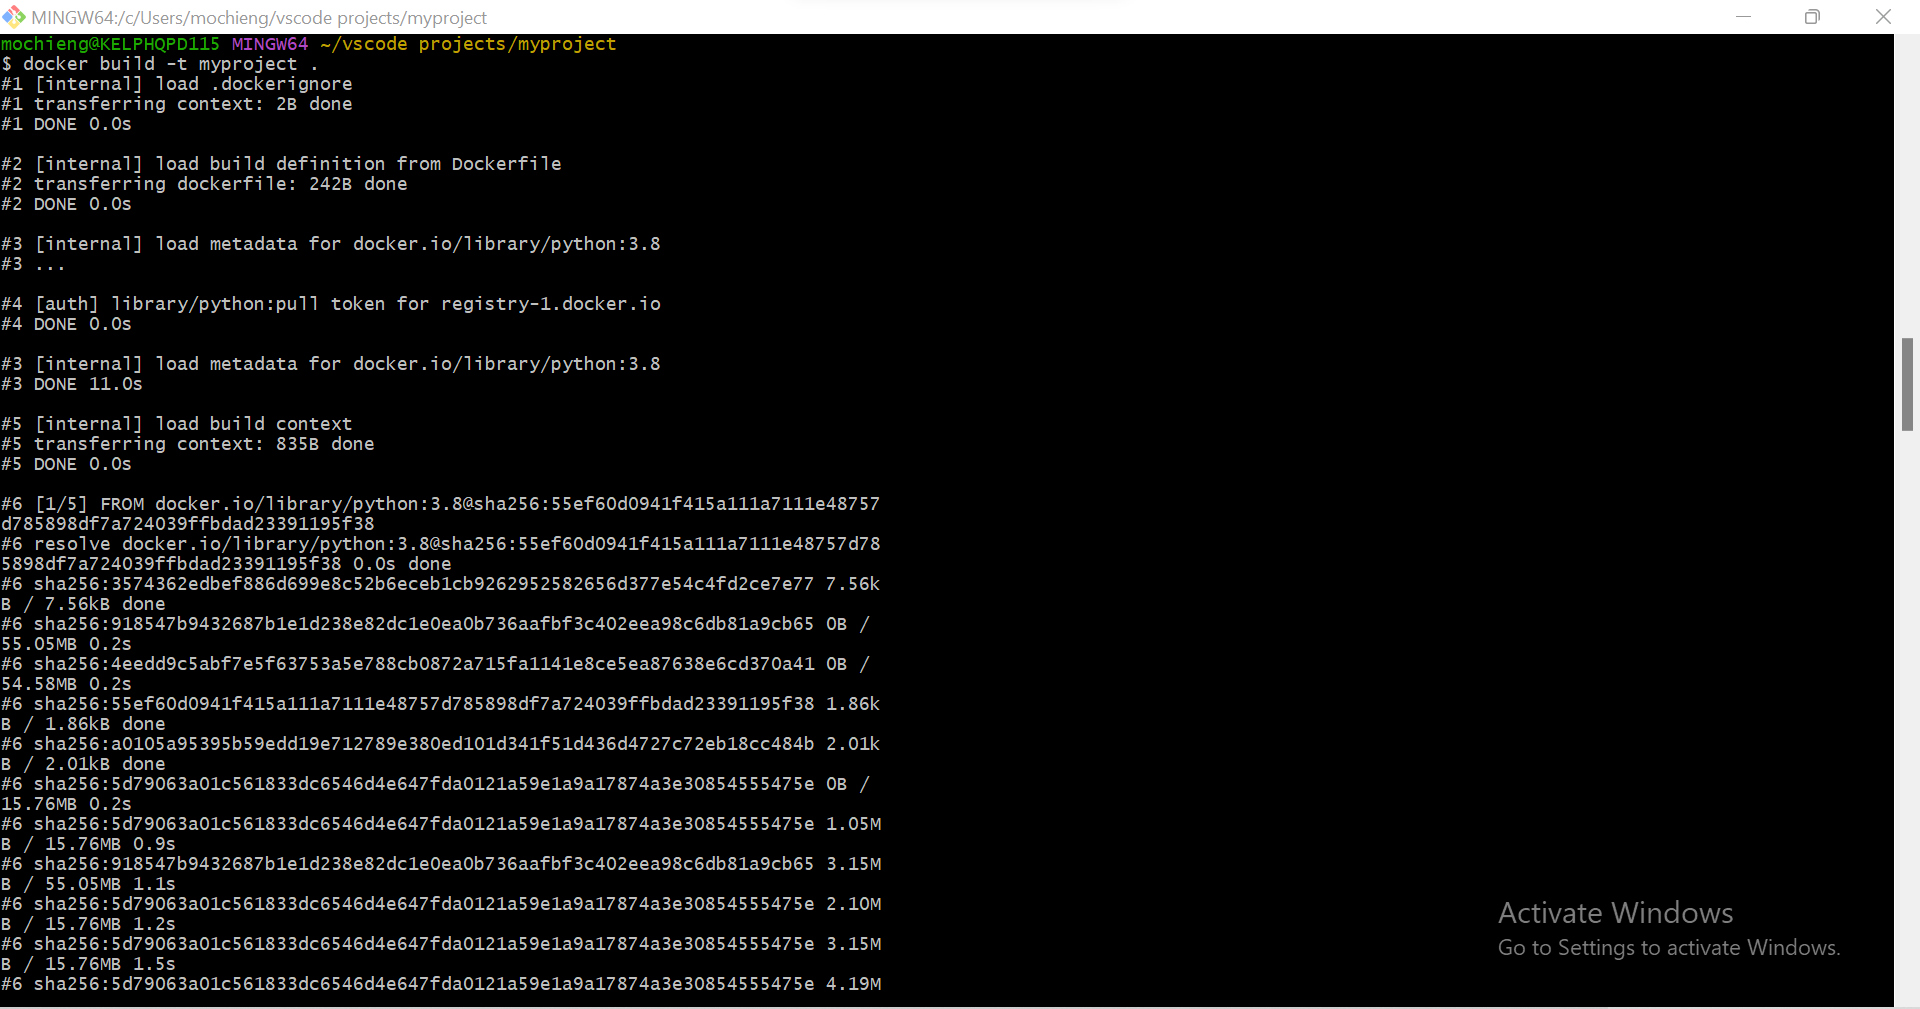 MINGW64:/c/Users/mochieng/vscode projects/myproject
mochieng@KELPHQPD115 MINGW64 ~/vscode projects/myproject
$ docker build -t myproject .
#1 [internal] load .dockerignore
#1 transferring context: 2B done
#1 DONE 0.0s
#2 [internal] load build definition from Dockerfile
#2 transferring dockerfile: 242B done
#2 DONE 0.0s
#3 [internal] load metadata for docker.io/library/python:3.8
#3 ...
#4 [auth] library/python:pull token for registry-1.docker.io
#4 DONE 0.0s
#3 [internal] load metadata for docker.io/library/python:3.8
#3 DONE 11.0s
#5 [internal] load build context
#5 transferring context: 835B done
#5 DONE 0.0s
#6 [1/5] FROM docker.io/library/python:3.8@sha256:55ef60d0941f415a111a7111e48757
d785898df7a724039ffbdad23391195f38
#6 resolve docker.io/library/python:3.8@sha256:55ef60d0941f415a111a7111e48757d78
5898df7a724039ffbdad23391195f38 0.0s done
#6 sha256:3574362edbef886d699e8c52b6eceb1cb9262952582656d377e54c4fd2ce7e77 7.56k
B / 7.56kB done
#6 sha256:918547b9432687b1e1d238e82dc1e0ea0b736aafbf3c402eea98c6db81a9cb65 0B /
55.05MB 0.2s
#6 sha256:4eedd9c5abf7e5f63753a5e788cb0872a715fa1141e8ce5ea87638e6cd370a41 0B /
54.58MB 0.2s
#6 sha256:55ef60d0941f415a111a7111e48757d785898df7a724039ffbdad23391195f38 1.86k
B / 1.86kB done
#6 sha256:a0105a95395b59edd19e712789e380ed101d341f51d436d4727c72eb18cc484b 2.01k
B / 2.01kB done
#6 sha256:5d79063a01c561833dc6546d4e647fda0121a59e1a9a17874a3e30854555475e 0B /
15.76MB 0.2s
#6 sha256:5d79063a01c561833dc6546d4e647fda0121a59e1a9a17874a3e30854555475e 1.05M
B / 15.76MB 0.9s
#6 sha256:918547b9432687b1e1d238e82dc1e0ea0b736aafbf3c402eea98c6db81a9cb65 3.15M
B / 55.05MB 1.1s
#6 sha256:5d79063a01c561833dc6546d4e647fda0121a59e1a9a17874a3e30854555475e 2.10M
B / 15.76MB 1.2s
#6 sha256:5d79063a01c561833dc6546d4e647fda0121a59e1a9a17874a3e30854555475e 3.15M
B / 15.76MB 1.5s
#6 sha256:5d79063a01c561833dc6546d4e647fda0121a59e1a9a17874a3e30854555475e 4.19M
Activate Windows
Go to Settings to activate Windows.